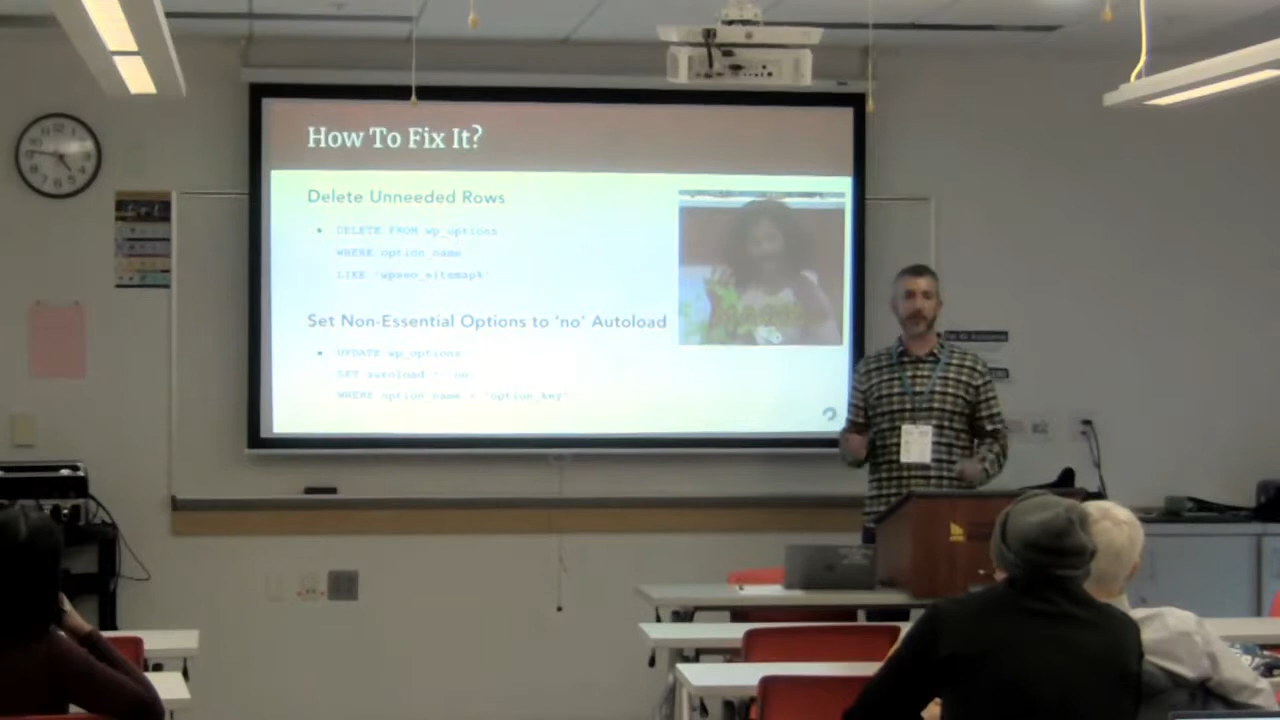 How To Fix It?
Delete Unneeded Rows
DELETE FROM wp_options
WHERE option_name
LIKE 'wpseo_sitemap%'
Set Non-Essential Options to 'no' Autoload
UPDATE wp_options
SET autoload = 'no'
WHERE option_name = 'option_key'